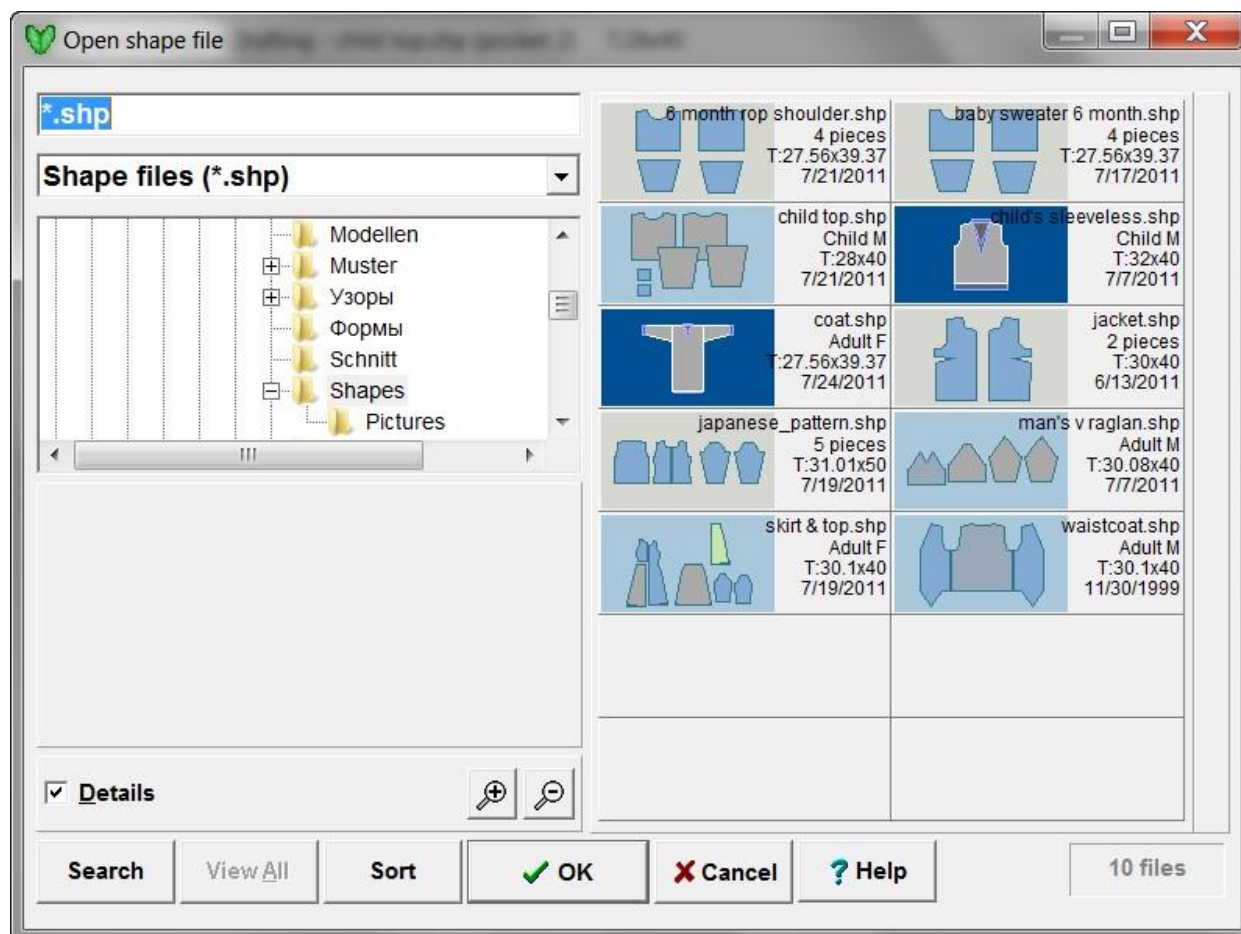 Open shape file
*.shp
Shape files (*.shp)
Modellen
Muster
Узоры
Формы
Schnitt
Shapes
Pictures
6 month rop shoulder.shp
4 pieces
T:27.56x39.37
7/21/2011
baby sweater 6 month.shp
4 pieces
T:27.56x39.37
7/17/2011
child top.shp
Child M
T:28x40
7/21/2011
child's sleeveless.shp
Child M
T:32x40
7/7/2011
coat.shp
Adult F
T:27.56x39.37
7/24/2011
jacket.shp
2 pieces
T:30x40
6/13/2011
japanese_pattern.shp
5 pieces
T:31.01x50
7/19/2011
man's v raglan.shp
Adult M
T:30.08x40
7/7/2011
skirt & top.shp
Adult F
T:30.1x40
7/19/2011
waistcoat.shp
Adult M
T:30.1x40
11/30/1999
Details
Search
View All
Sort
OK
Cancel
? Help
10 files